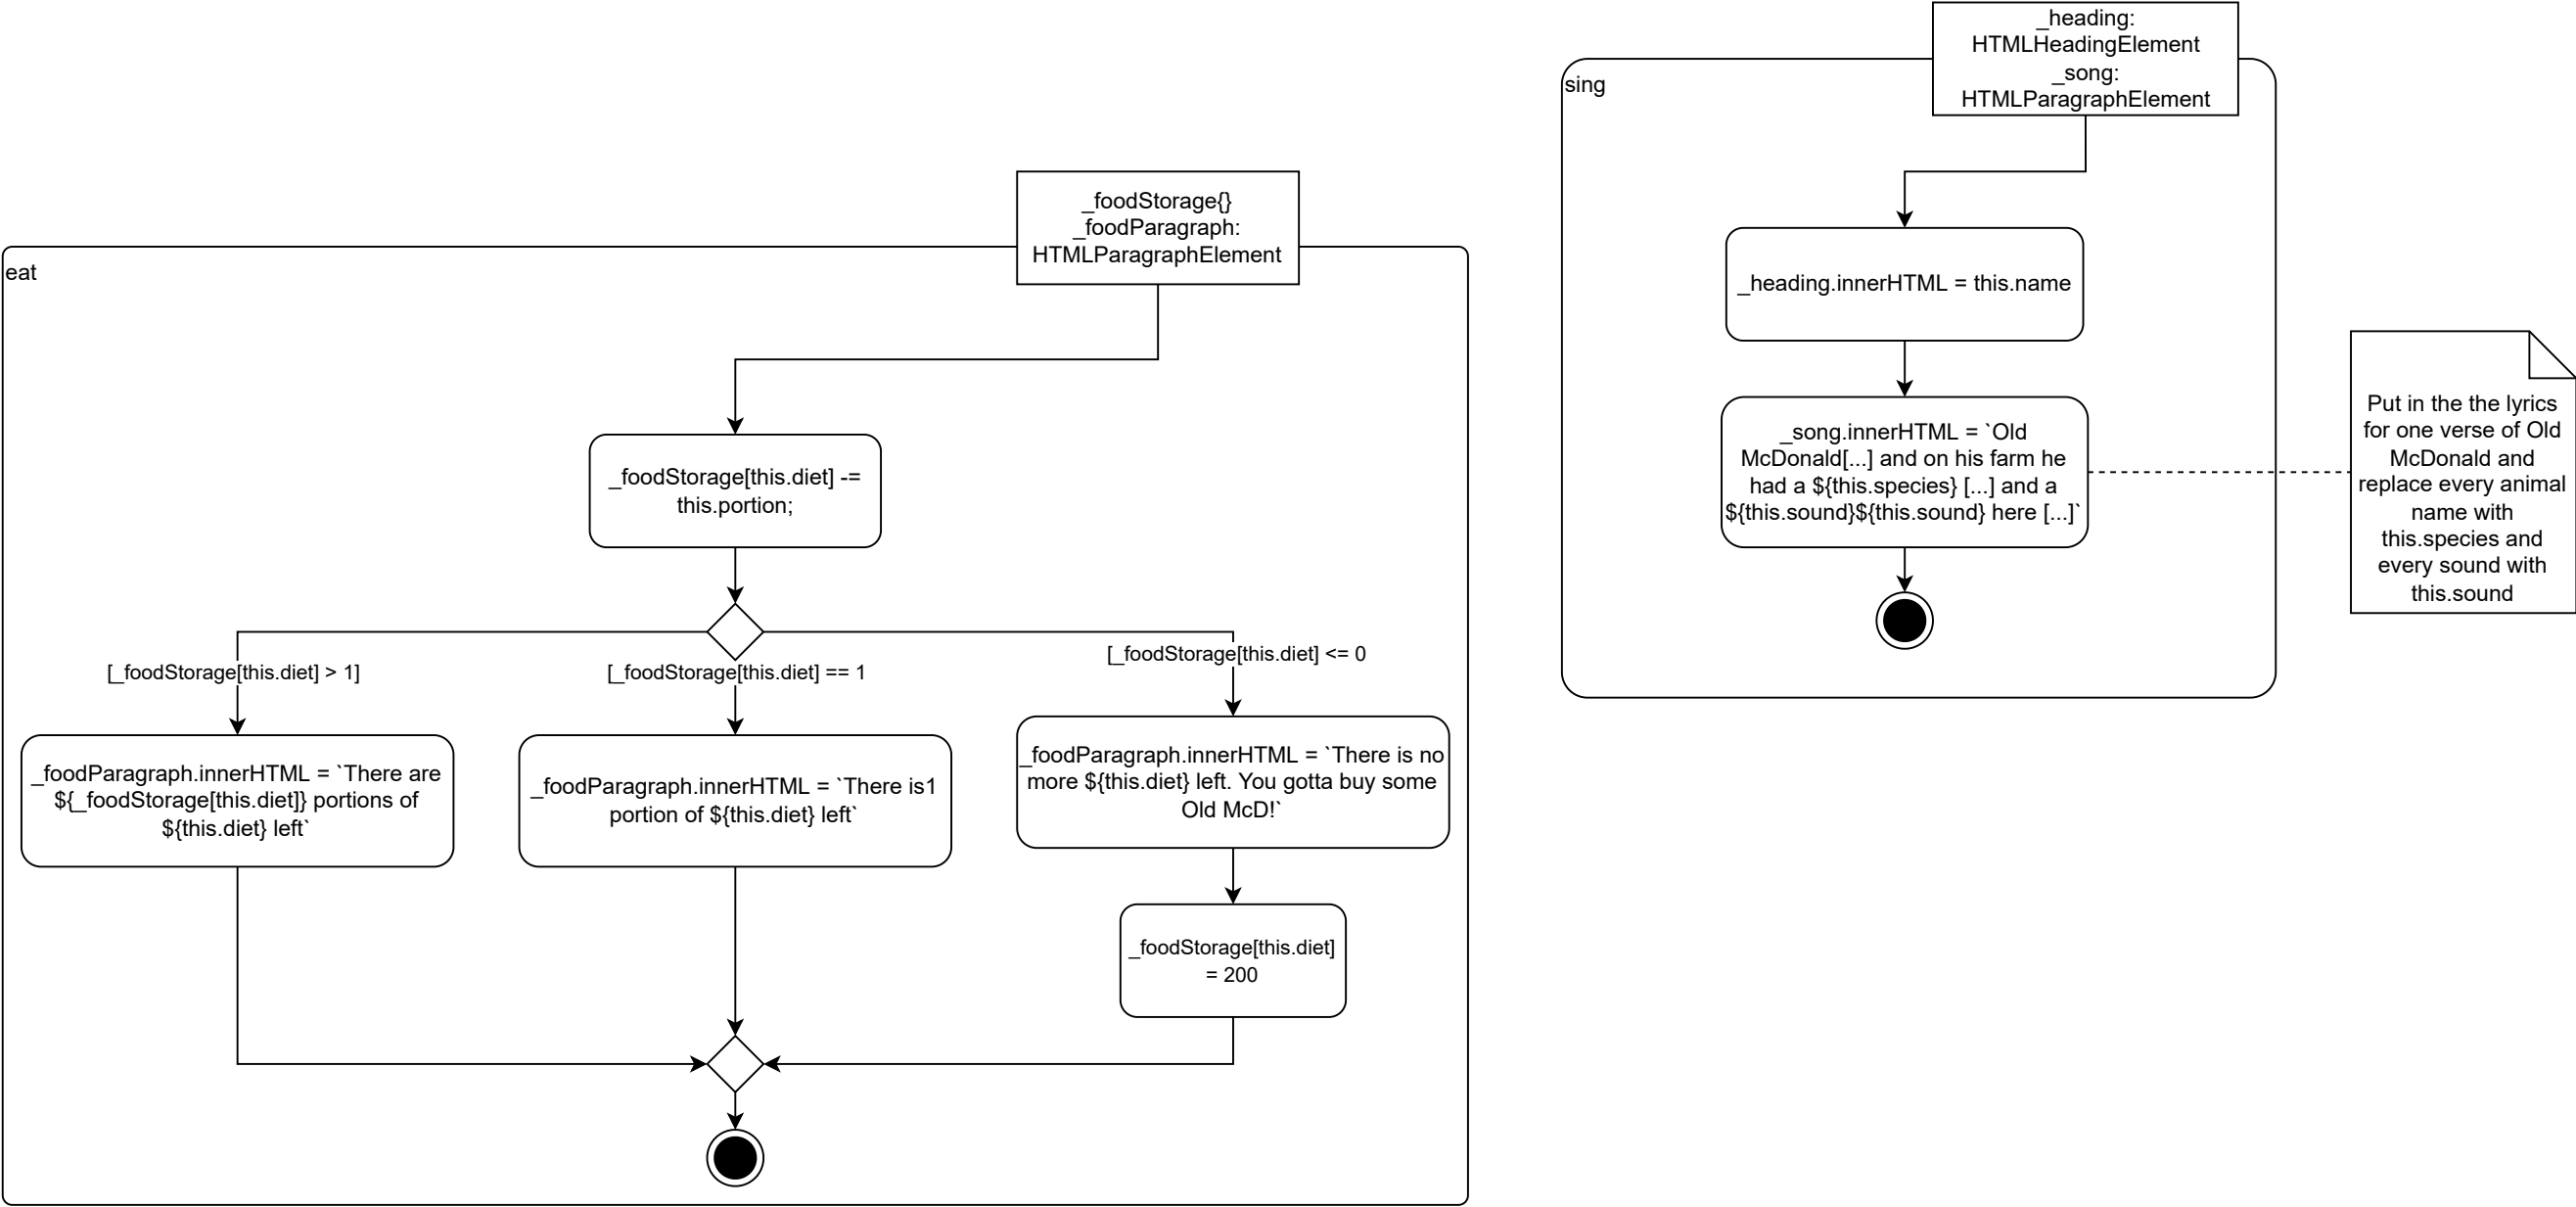 _foodStorage{}
_foodParagraph:
HTMLParagraphElement
eat
_foodStorage[this.diet] -=
this.portion;
[_foodStorage[this.diet] > 1]
[_foodStorage[this.diet] == 1
[_foodStorage[this.diet] <= 0
_foodParagraph.innerHTML = `There are
${_foodStorage[this.diet]} portions of
${this.diet} left`
_foodParagraph.innerHTML = `There is1
portion of ${this.diet} left`
_foodParagraph.innerHTML = `There is no
more ${this.diet} left. You gotta buy some
Old McD!`
_foodStorage[this.diet]
= 200
_heading:
HTMLHeadingElement
_song:
HTMLParagraphElement
sing
_heading.innerHTML = this.name
_song.innerHTML = `Old
McDonald[...] and on his farm he
had a ${this.species} [...] and a
${this.sound}${this.sound} here [...]`
Put in the the lyrics
for one verse of Old
McDonald and
replace every animal
name with
this.species and
every sound with
this.sound